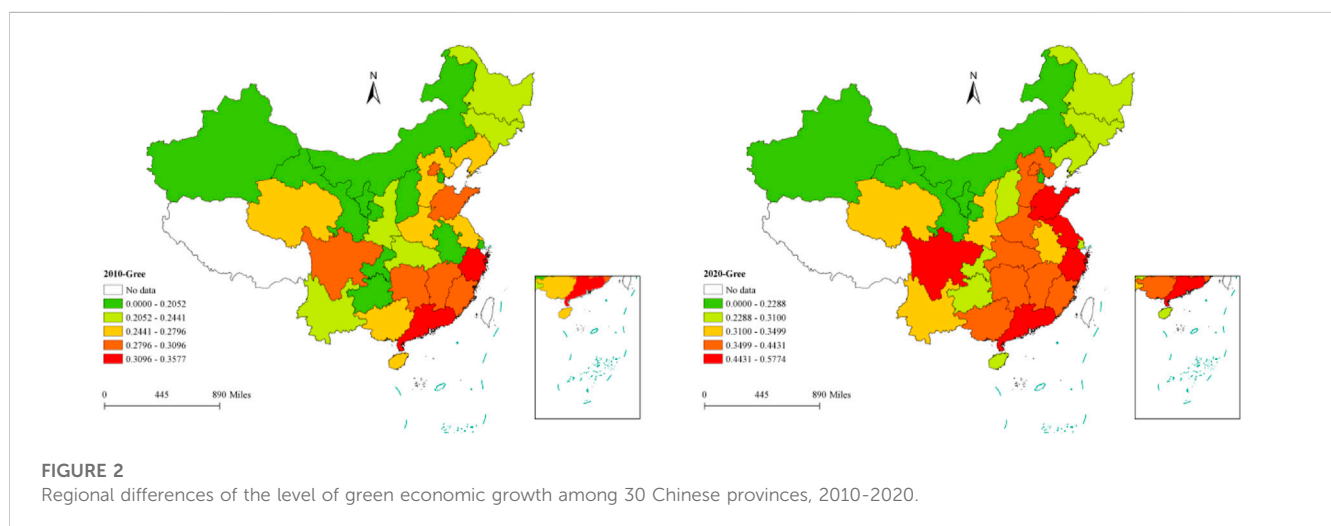 N
2010-Gree
No data
0.0000 - 0.2052
0.2052 - 0.2441
0.2441 - 0.2796
0.2796 - 0.3096
0.3096 - 0.3577
0 445 890 Miles
N
2020-Gree
No data
0.0000 - 0.2288
0.2288 - 0.3100
0.3100 - 0.3499
0.3499 - 0.4431
0.4431 - 0.5774
0 445 890 Miles
FIGURE 2
Regional differences of the level of green economic growth among 30 Chinese provinces, 2010-2020.